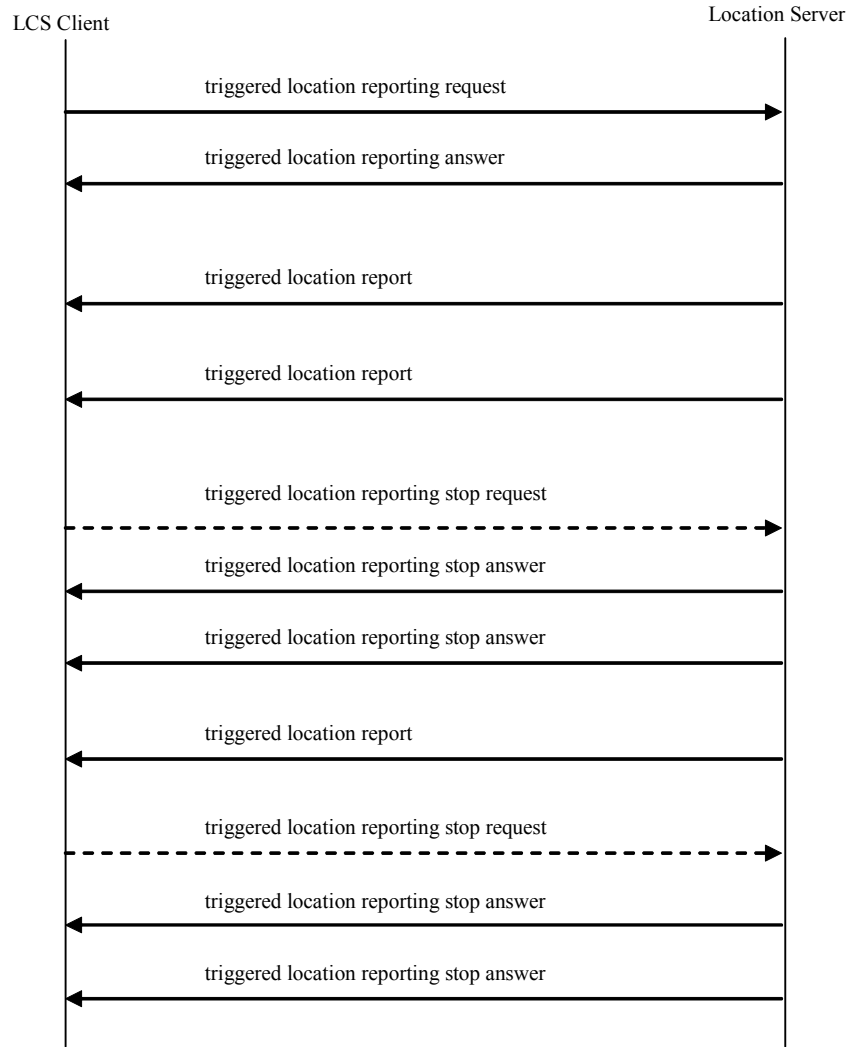 LCS Client
Location Server
triggered location reporting request
triggered location reporting answer
triggered location report
triggered location report
triggered location reporting stop request
triggered location reporting stop answer
triggered location reporting stop answer
triggered location report
triggered location reporting stop request
triggered location reporting stop answer
triggered location reporting stop answer